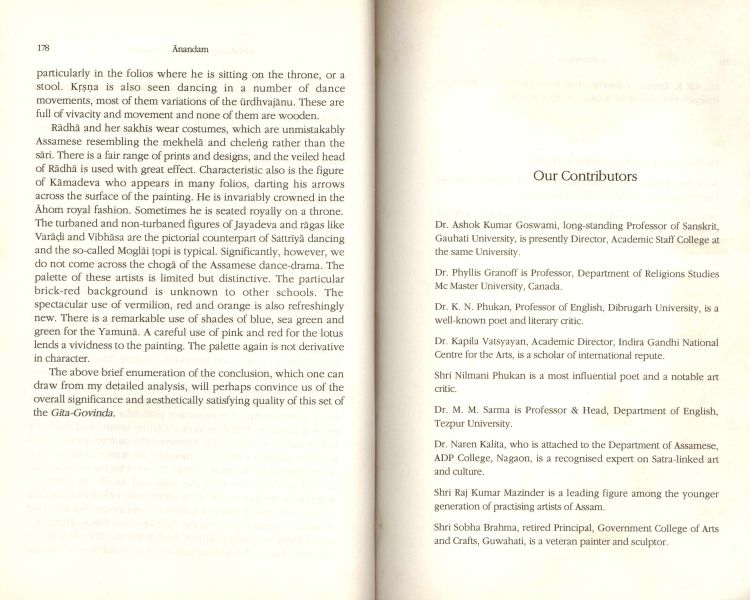 178
Ānandam
particularly in the folios where he is sitting on the throne, or a
stool. Kṛṣṇa is also seen dancing in a number of dance
movements, most of them variations of the ūrdhvajānu. These are
full of vivacity and movement and none of them are wooden.
Rādhā and her sakhīs wear costumes, which are unmistakably
Assamese resembling the mekhelā and cheleṅg rather than the
sāri. There is a fair range of prints and designs, and the veiled head
of Rādhā is used with great effect. Characteristic also is the figure
of Kāmadeva who appears in many folios, darting his arrows
across the surface of the painting. He is invariably crowned in the
Āhom royal fashion. Sometimes he is seated royally on a throne.
The turbaned and non-turbaned figures of Jayadeva and rāgas like
Varāḍi and Vibhāsa are the pictorial counterpart of Sattrīyā dancing
and the so-called Moglāi ṭopi is typical. Significantly, however, we
do not come across the chogā of the Assamese dance-drama. The
palette of these artists is limited but distinctive. The particular
brick-red background is unknown to other schools. The
spectacular use of vermilion, red and orange is also refreshingly
new. There is a remarkable use of shades of blue, sea green and
green for the Yamunā. A careful use of pink and red for the lotus
lends a vividness to the painting. The palette again is not derivative
in character.
The above brief enumeration of the conclusion, which one can
draw from my detailed analysis, will perhaps convince us of the
overall significance and aesthetically satisfying quality of this set of
the Gīta-Govinda.
Our Contributors
Dr. Ashok Kumar Goswami, long-standing Professor of Sanskrit,
Gauhati University, is presently Director, Academic Staff College at
the same University.
Dr. Phyllis Granoff is Professor, Department of Religions Studies
Mc Master University, Canada.
Dr. K. N. Phukan, Professor of English, Dibrugarh University, is a
well-known poet and literary critic.
Dr. Kapila Vatsyayan, Academic Director, Indira Gandhi National
Centre for the Arts, is a scholar of international repute.
Shri Nilmani Phukan is a most influential poet and a notable art
critic.
Dr. M. M. Sarma is Professor & Head, Department of English,
Tezpur University.
Dr. Naren Kalita, who is attached to the Department of Assamese,
ADP College, Nagaon, is a recognised expert on Satra-linked art
and culture.
Shri Raj Kumar Mazinder is a leading figure among the younger
generation of practising artists of Assam.
Shri Sobha Brahma, retired Principal, Government College of Arts
and Crafts, Guwahati, is a veteran painter and sculptor.